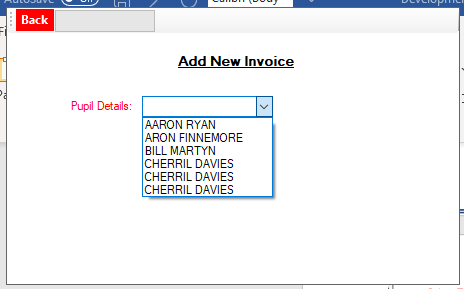 Back
Add New Invoice
Pupil Details:
AARON RYAN
ARON FINNEMORE
BILL MARTYN
CHERRIL DAVIES
CHERRIL DAVIES
CHERRIL DAVIES